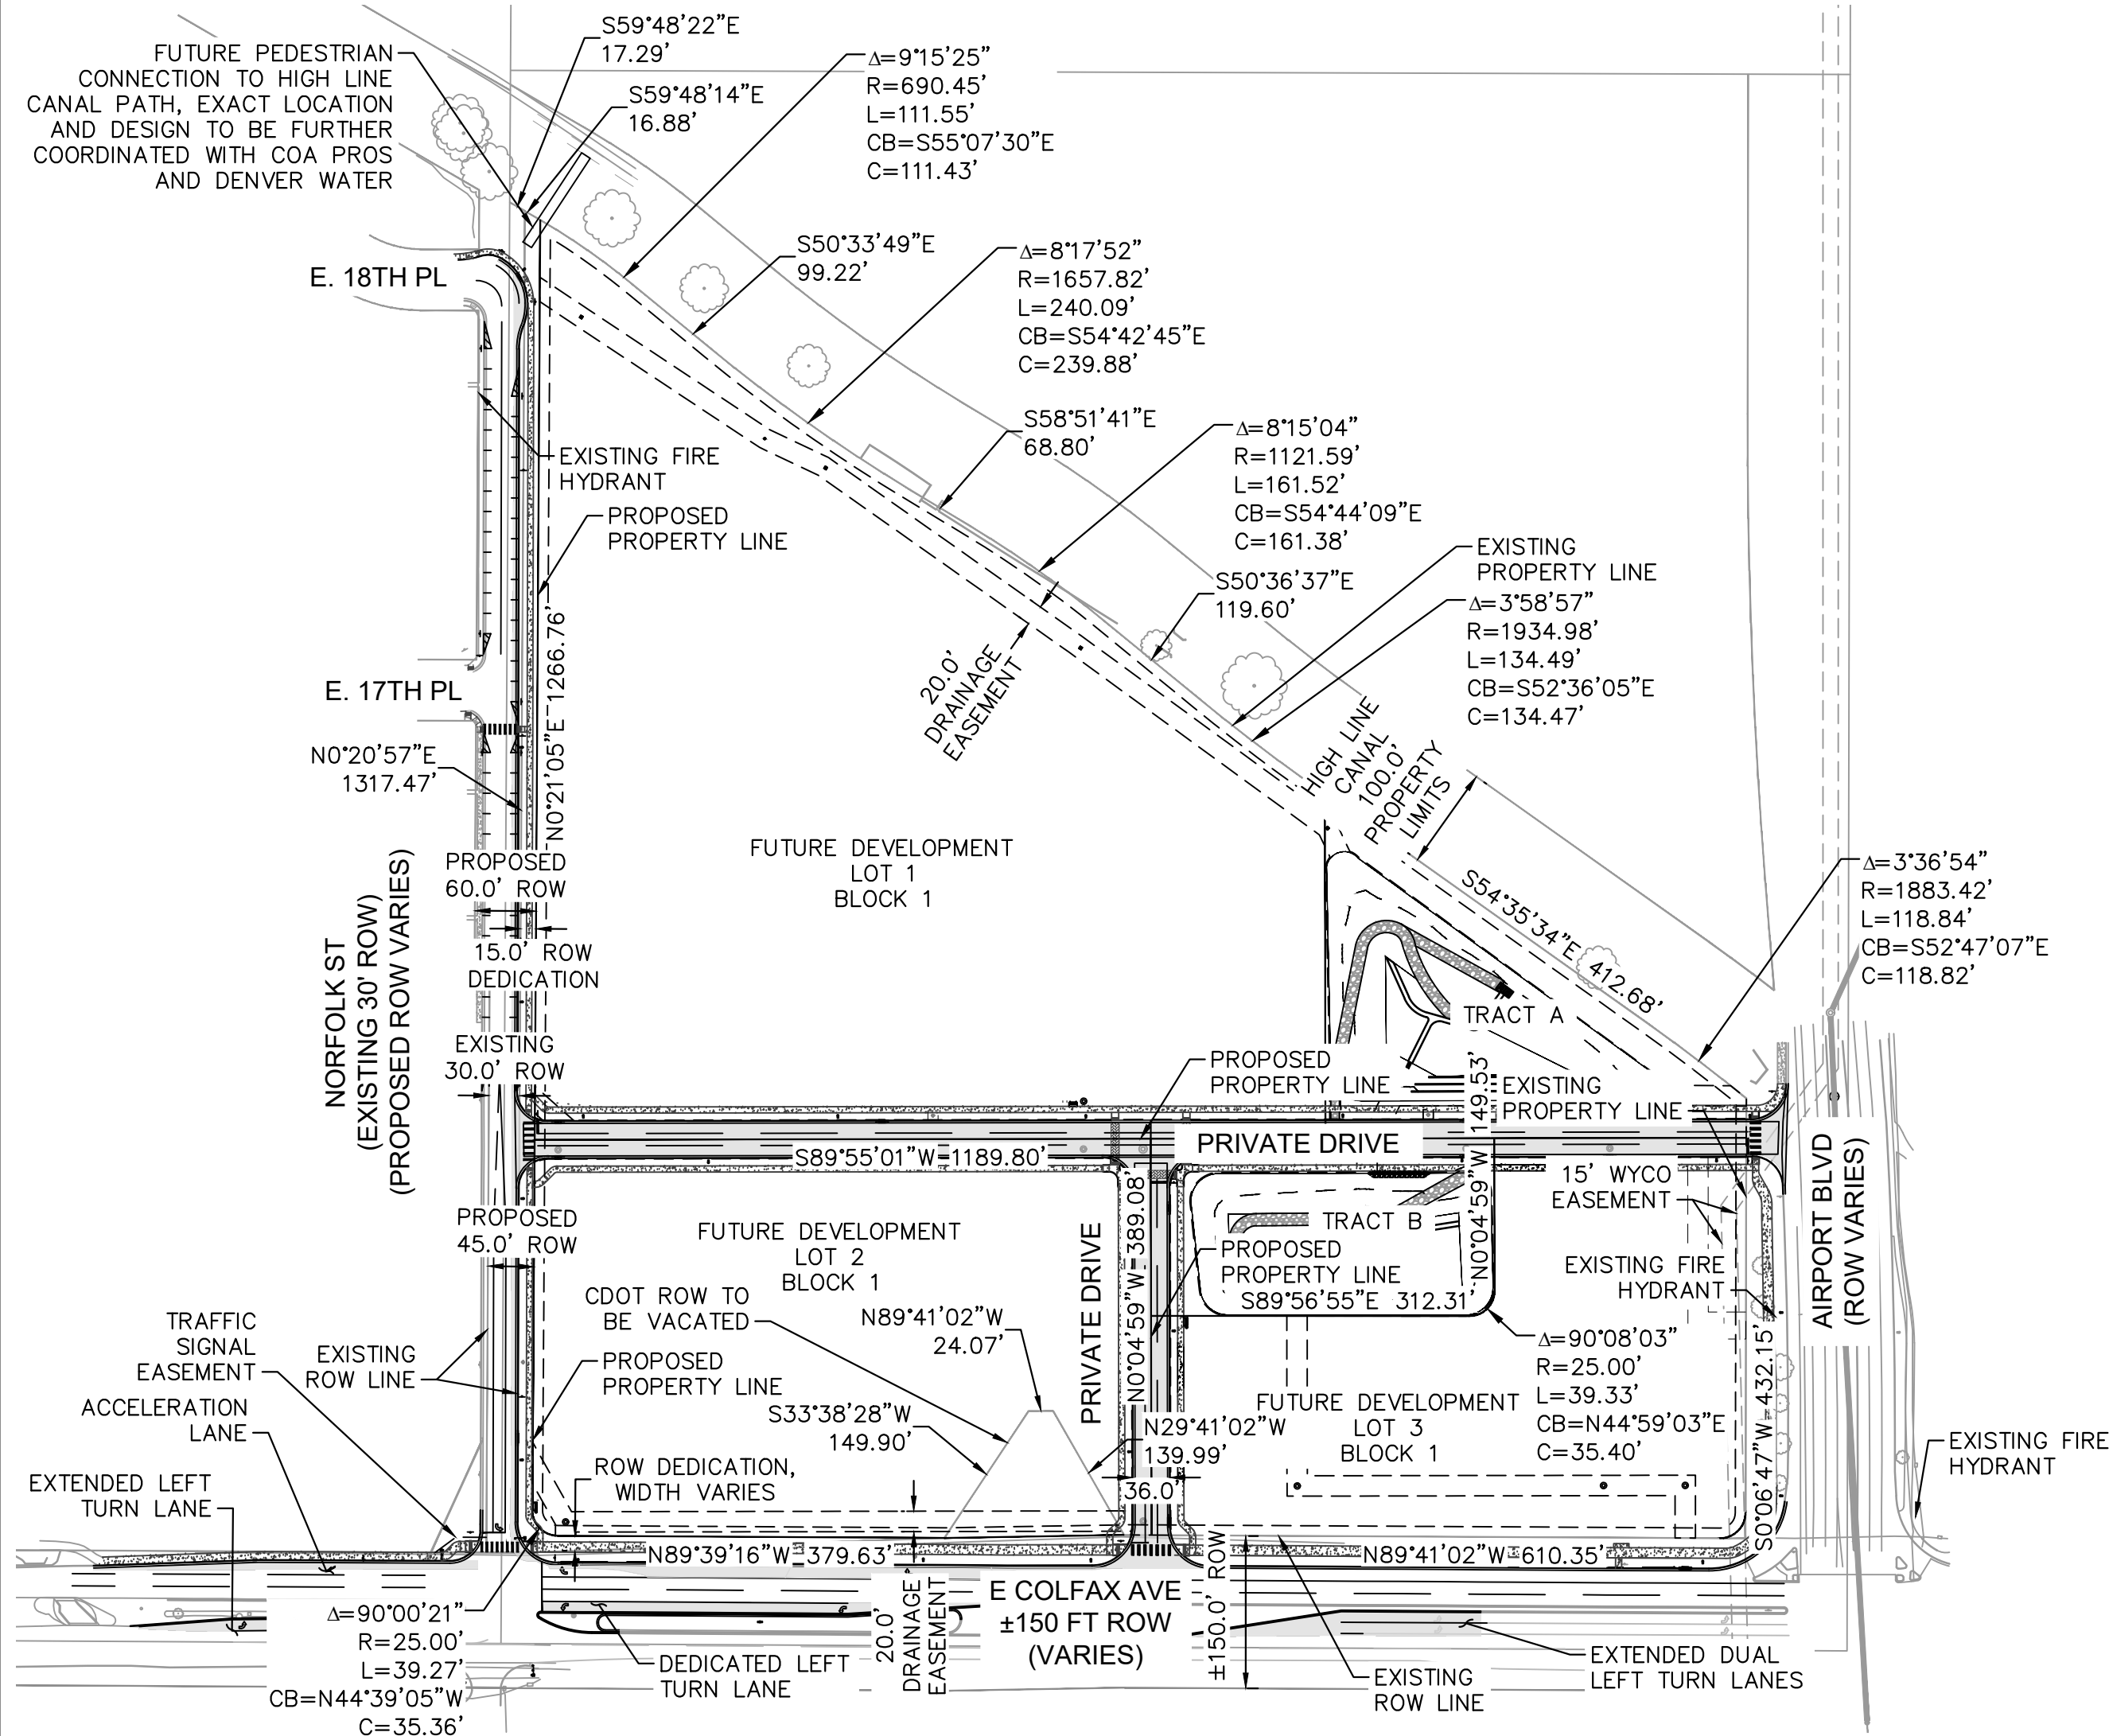 S59°48'22"E
17.29'
FUTURE PEDESTRIAN
CONNECTION TO HIGH LINE
CANAL PATH, EXACT LOCATION
AND DESIGN TO BE FURTHER
COORDINATED WITH COA PROS
AND DENVER WATER
S59°48'14"E
16.88'
Δ=9°15'25"
R=690.45'
L=111.55'
CB=S55°07'30"E
C=111.43'
S50°33'49"E
99.22'
Δ=8°17'52"
R=1657.82'
L=240.09'
CB=S54°42'45"E
C=239.88'
E. 18TH PL
S58°51'41"E
68.80'
Δ=8°15'04"
R=1121.59'
L=161.52'
CB=S54°44'09"E
C=161.38'
EXISTING FIRE
HYDRANT
PROPOSED
PROPERTY LINE
EXISTING
PROPERTY LINE
S50°36'37"E
119.60'
Δ=3°58'57"
R=1934.98'
L=134.49'
CB=S52°36'05"E
C=134.47'
N0°21'05"E 1266.76'
20.0'
DRAINAGE
EASEMENT
E. 17TH PL
HIGH LINE
CANAL
100.0'
PROPERTY
LIMITS
N0°20'57"E
1317.47'
FUTURE DEVELOPMENT
LOT 1
BLOCK 1
PROPOSED
60.0' ROW
15.0' ROW
DEDICATION
NORFOLK ST
(EXISTING 30' ROW)
(PROPOSED ROW VARIES)
EXISTING
30.0' ROW
S54°35'34"E 412.68'
Δ=3°36'54"
R=1883.42'
L=118.84'
CB=S52°47'07"E
C=118.82'
TRACT A
PROPOSED
PROPERTY LINE
EXISTING
PROPERTY LINE
N0°04'59"W 149.53'
PRIVATE DRIVE
S89°55'01"W 1189.80'
15' WYCO
EASEMENT
AIRPORT BLVD
(ROW VARIES)
PROPOSED
45.0' ROW
FUTURE DEVELOPMENT
LOT 2
BLOCK 1
PRIVATE DRIVE
N0°04'59"W 389.08'
TRACT B
PROPOSED
PROPERTY LINE
S89°56'55"E 312.31'
EXISTING FIRE
HYDRANT
CDOT ROW TO
BE VACATED
N89°41'02"W
24.07'
TRAFFIC
SIGNAL
EASEMENT
EXISTING
ROW LINE
PROPOSED
PROPERTY LINE
Δ=90°08'03"
R=25.00'
L=39.33'
CB=N44°59'03"E
C=35.40'
S0°06'47"W 432.15'
ACCELERATION
LANE
S33°38'28"W
149.90'
N29°41'02"W
139.99'
FUTURE DEVELOPMENT
LOT 3
BLOCK 1
EXISTING FIRE
HYDRANT
EXTENDED LEFT
TURN LANE
ROW DEDICATION,
WIDTH VARIES
36.0'
N89°39'16"W 379.63'
N89°41'02"W 610.35'
Δ=90°00'21"
R=25.00'
L=39.27'
CB=N44°39'05"W
C=35.36'
DEDICATED LEFT
TURN LANE
20.0'
DRAINAGE
EASEMENT
E COLFAX AVE
±150 FT ROW
(VARIES)
±150.0' ROW
EXISTING
ROW LINE
EXTENDED DUAL
LEFT TURN LANES